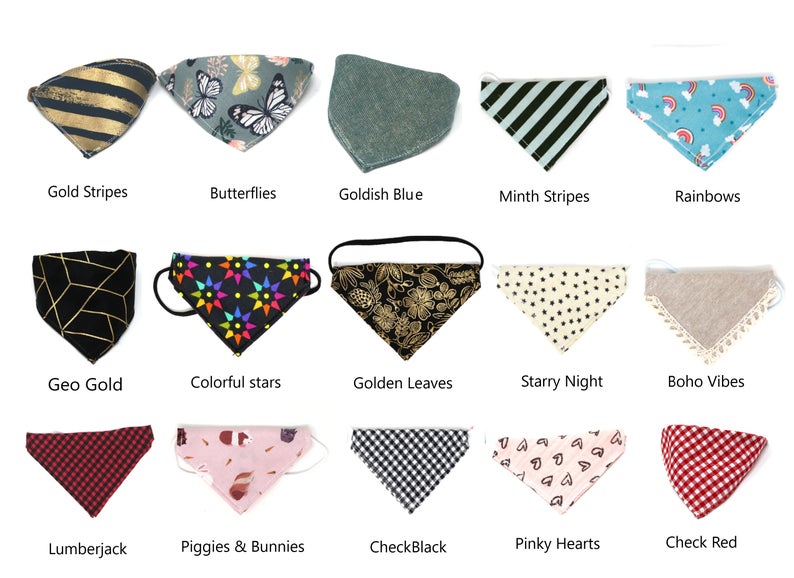 Gold Stripes
Butterflies
Goldish Blue
Minth Stripes
Rainbows
Geo Gold
Colorful stars
Golden Leaves
Starry Night
Boho Vibes
Lumberjack
Piggies & Bunnies
CheckBlack
Pinky Hearts
Check Red